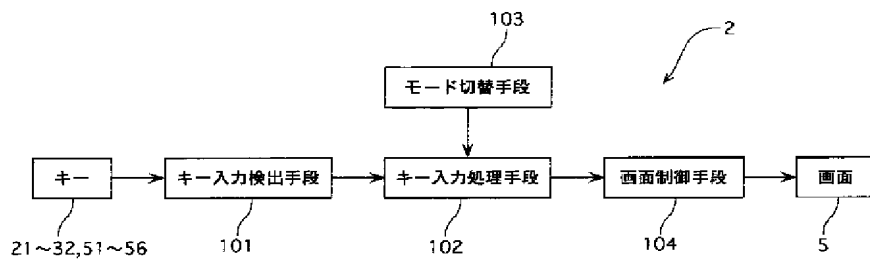 103
2
モード切替手段
キー
キー入力検出手段
キー入力処理手段
画面制御手段
画面
21～32,51～56
101
102
104
5